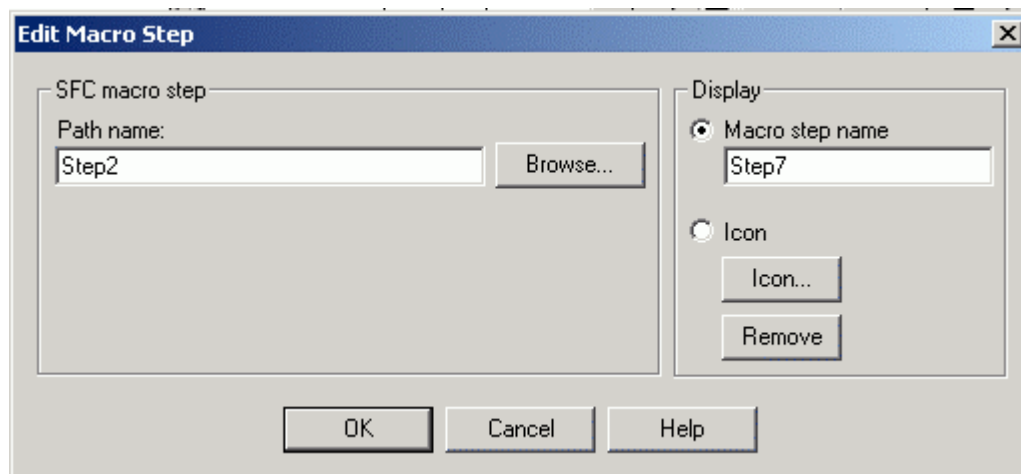 Edit Macro Step
SFC macro step
Path name:
Step2
Browse...
Display
Macro step name
Step7
Icon
Icon...
Remove
OK
Cancel
Help